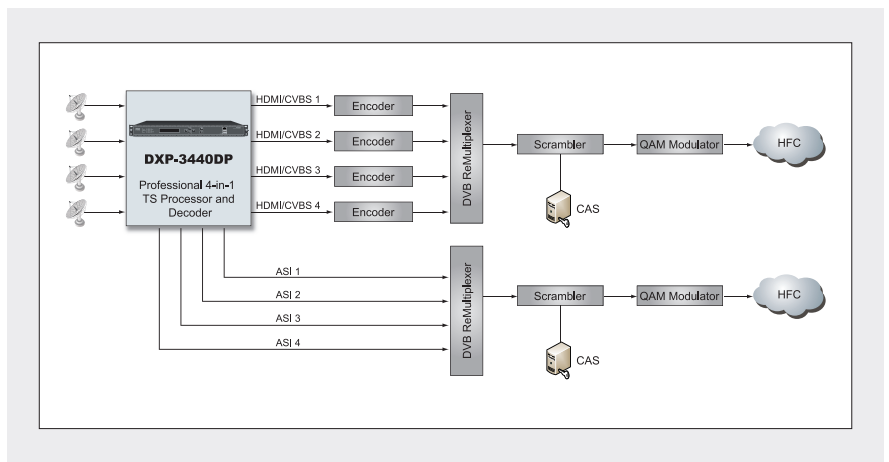 HDMI/CVBS 1
Encoder
HDMI/CVBS 2
Encoder
DXP-3440DP
Professional 4-in-1
TS Processor and
Decoder
HDMI/CVBS 3
Encoder
HDMI/CVBS 4
Encoder
DVB ReMultiplexer
Scrambler
QAM Modulator
HFC
CAS
ASI 1
ASI 2
ASI 3
ASI 4
DVB ReMultiplexer
Scrambler
QAM Modulator
HFC
CAS